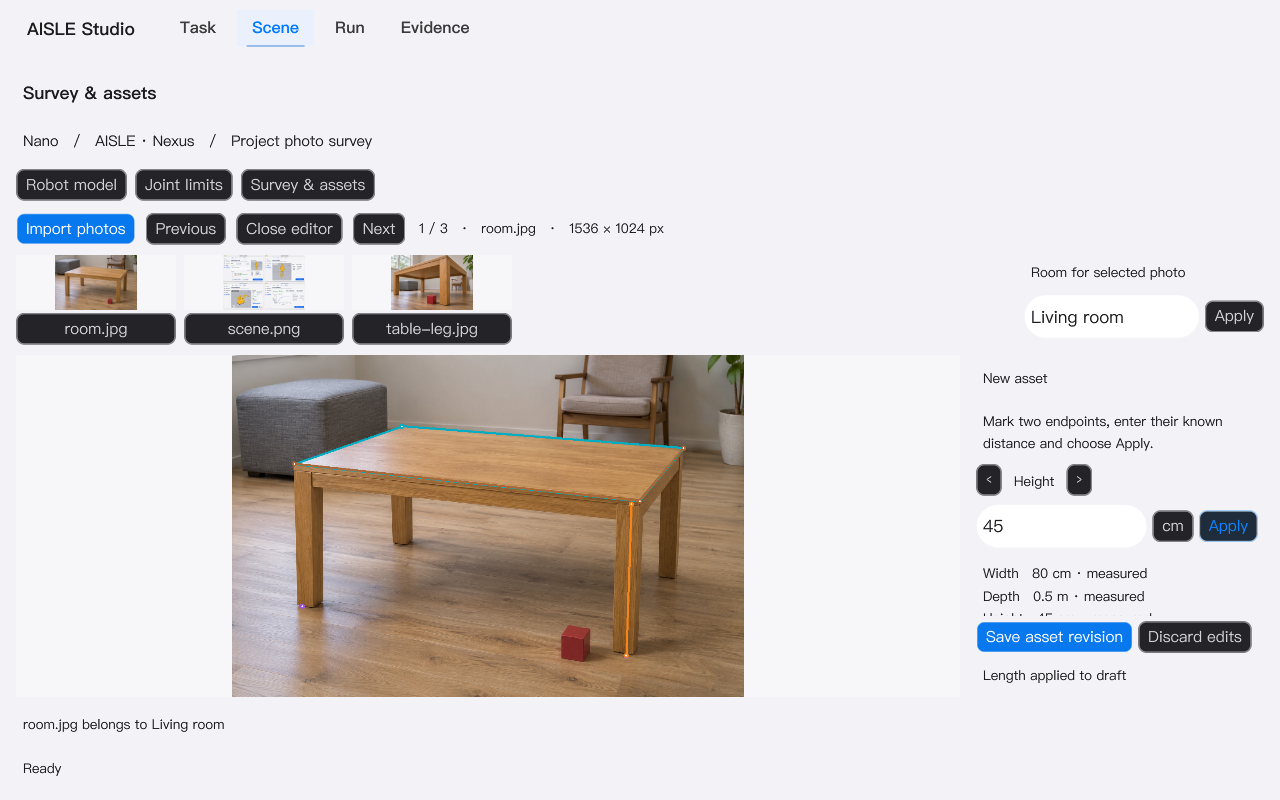 AISLE Studio Task Scene Run Evidence
Survey & assets
Nano / AISLE · Nexus / Project photo survey
Robot model Joint limits Survey & assets
Import photos Previous Close editor Next 1 / 3 · room.jpg · 1536 × 1024 px
Room for selected photo
Living room Apply
room.jpg scene.png table-leg.jpg
New asset
Mark two endpoints, enter their known
distance and choose Apply.
< Height >
45 cm Apply
Width 80 cm · measured
Depth 0.5 m · measured
Save asset revision Discard edits
Length applied to draft
room.jpg belongs to Living room
Ready